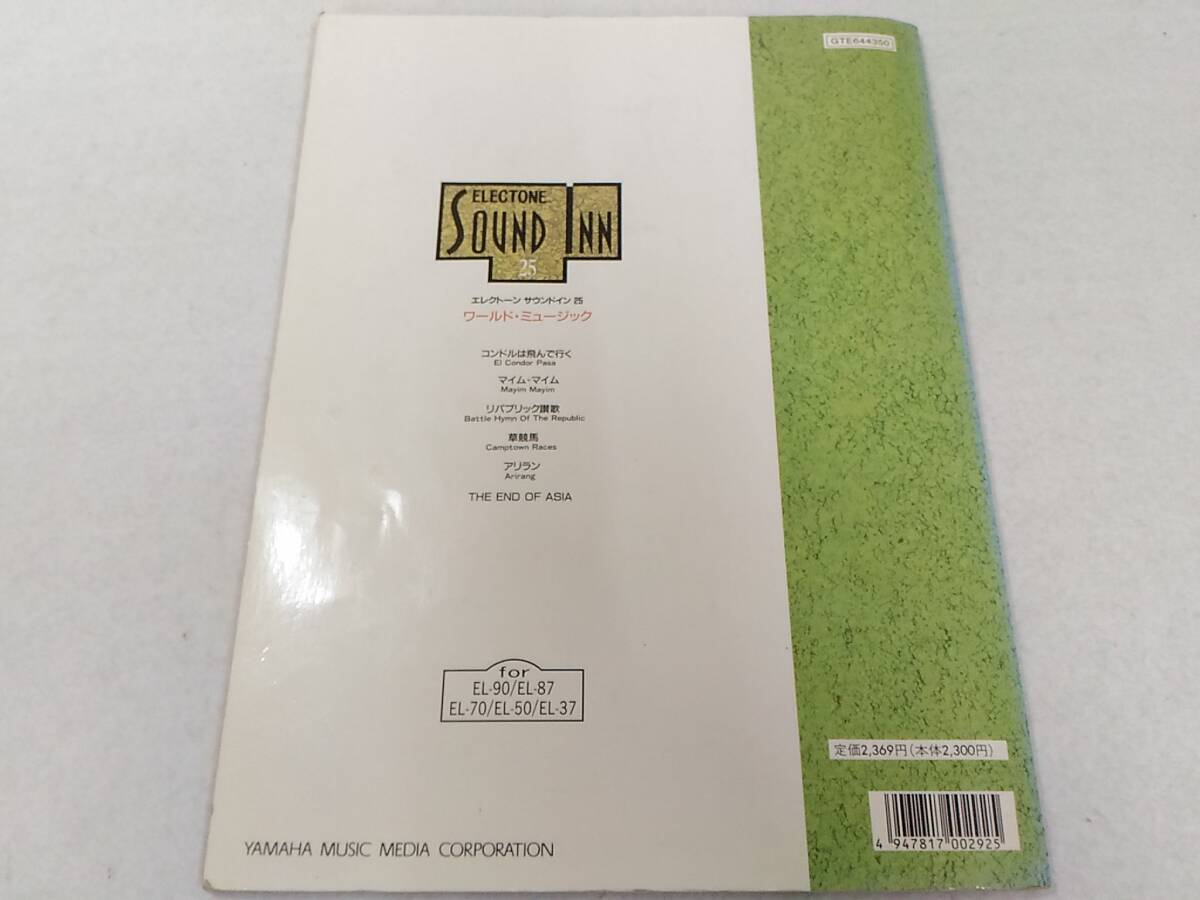 GTE644350
ELECTONE
SOUND INN
25
エレクトーン サウンドイン 25
ワールド・ミュージック
コンドルは飛んで行く
El Condor Pasa
マイム・マイム
Mayim Mayim
リパブリック讃歌
Battle Hymn Of The Republic
草競馬
Camptown Races
アリラン
Arirang
THE END OF ASIA
for
EL-90/EL-87
EL-70/EL-50/EL-37
定価2,369円(本体2,300円)
4 947817 002925
YAMAHA MUSIC MEDIA CORPORATION